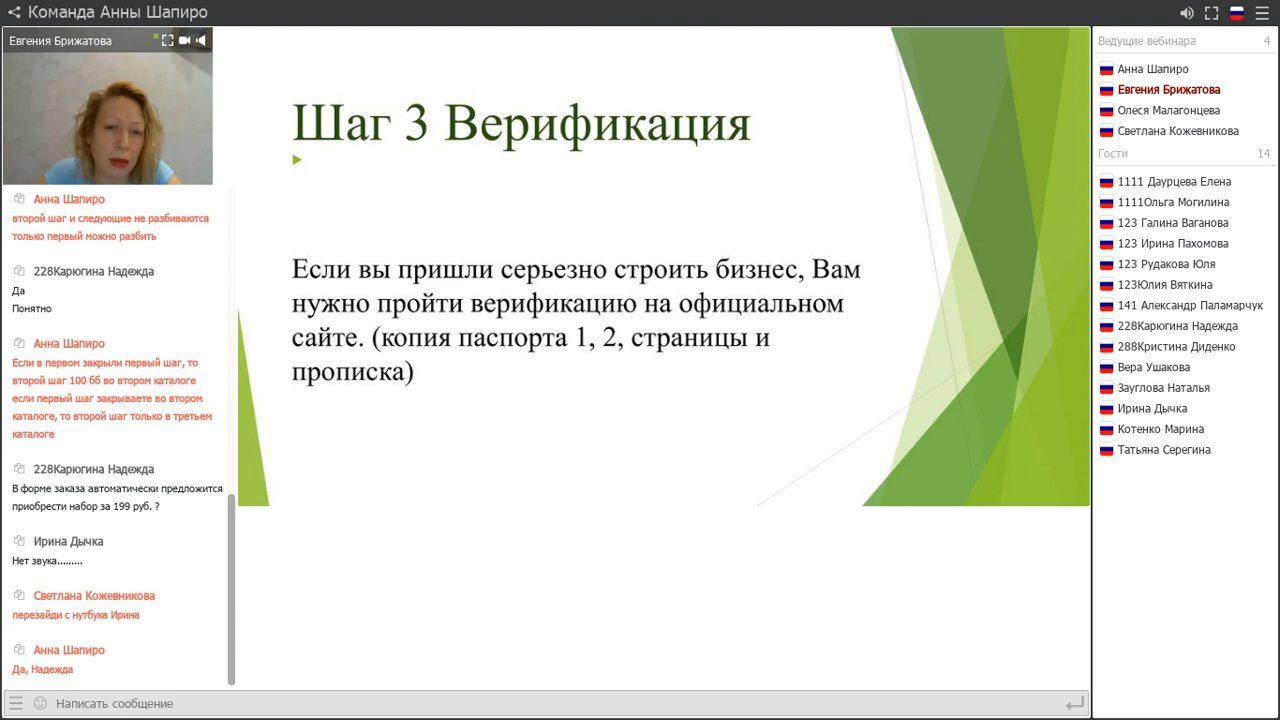 Команда Анны Шапиро
Евгения Брижатова
Анна Шапиро
второй шаг и следующие не разбиваются
только первый можно разбить
228Карюгина Надежда
Да
Понятно
Анна Шапиро
Если в первом закрыли первый шаг, то
второй шаг 100 бб во втором каталоге
если первый шаг закрываете во втором
каталоге, то второй шаг только в третьем
каталоге
228Карюгина Надежда
В форме заказа автоматически предложится
приобрести набор за 199 руб. ?
Ирина Дычка
Нет звука.........
Светлана Кожевникова
перезайди с нутбука Ирина
Анна Шапиро
Да, Надежда
Написать сообщение
Шаг 3 Верификация
Если вы пришли серьезно строить бизнес, Вам
нужно пройти верификацию на официальном
сайте. (копия паспорта 1, 2, страницы и
прописка)
Ведущие вебинара 4
Анна Шапиро
Евгения Брижатова
Олеся Малагонцева
Светлана Кожевникова
Гости 14
1111 Даурцева Елена
1111Ольга Могилина
123 Галина Ваганова
123 Ирина Пахомова
123 Рудакова Юля
123Юлия Вяткина
141 Александр Паламарчук
228Карюгина Надежда
288Кристина Диденко
Вера Ушакова
Зауглова Наталья
Ирина Дычка
Котенко Марина
Татьяна Серегина